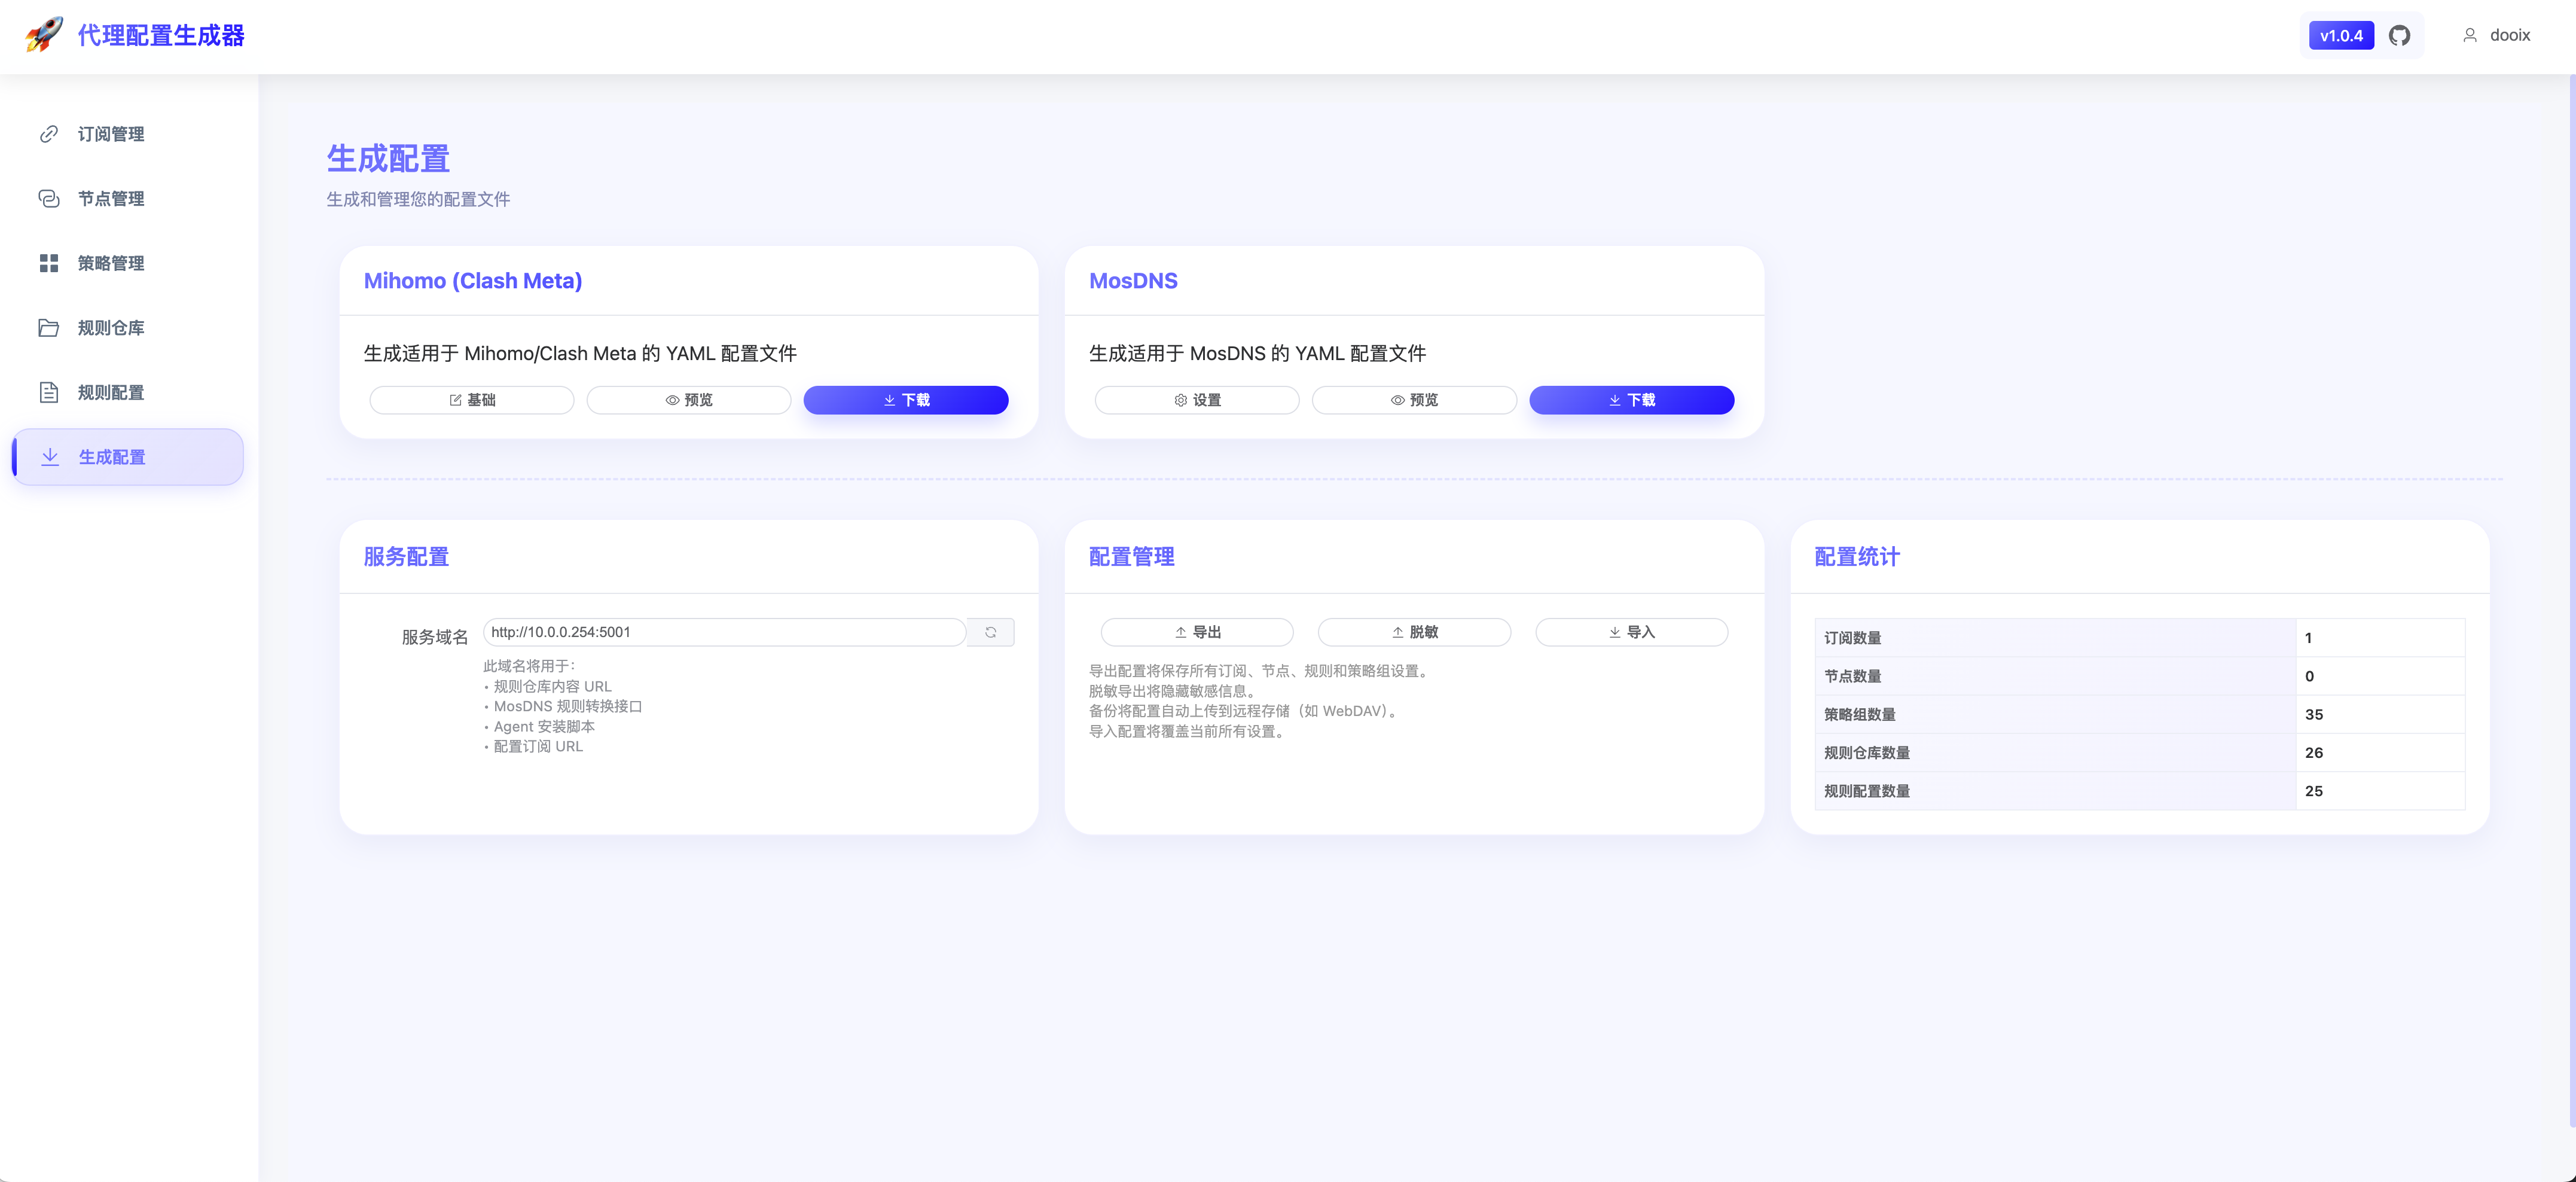 代理配置生成器
v1.0.4
dooix
订阅管理
节点管理
策略管理
规则仓库
规则配置
生成配置
生成配置
生成和管理您的配置文件
Mihomo (Clash Meta)
生成适用于 Mihomo/Clash Meta 的 YAML 配置文件
基础
预览
下载
MosDNS
生成适用于 MosDNS 的 YAML 配置文件
设置
预览
下载
服务配置
服务域名
http://10.0.0.254:5001
此域名将用于：
• 规则仓库内容 URL
• MosDNS 规则转换接口
• Agent 安装脚本
• 配置订阅 URL
配置管理
导出
脱敏
导入
导出配置将保存所有订阅、节点、规则和策略组设置。
脱敏导出将隐藏敏感信息。
备份将配置自动上传到远程存储（如 WebDAV）。
导入配置将覆盖当前所有设置。
配置统计
订阅数量 1
节点数量 0
策略组数量 35
规则仓库数量 26
规则配置数量 25